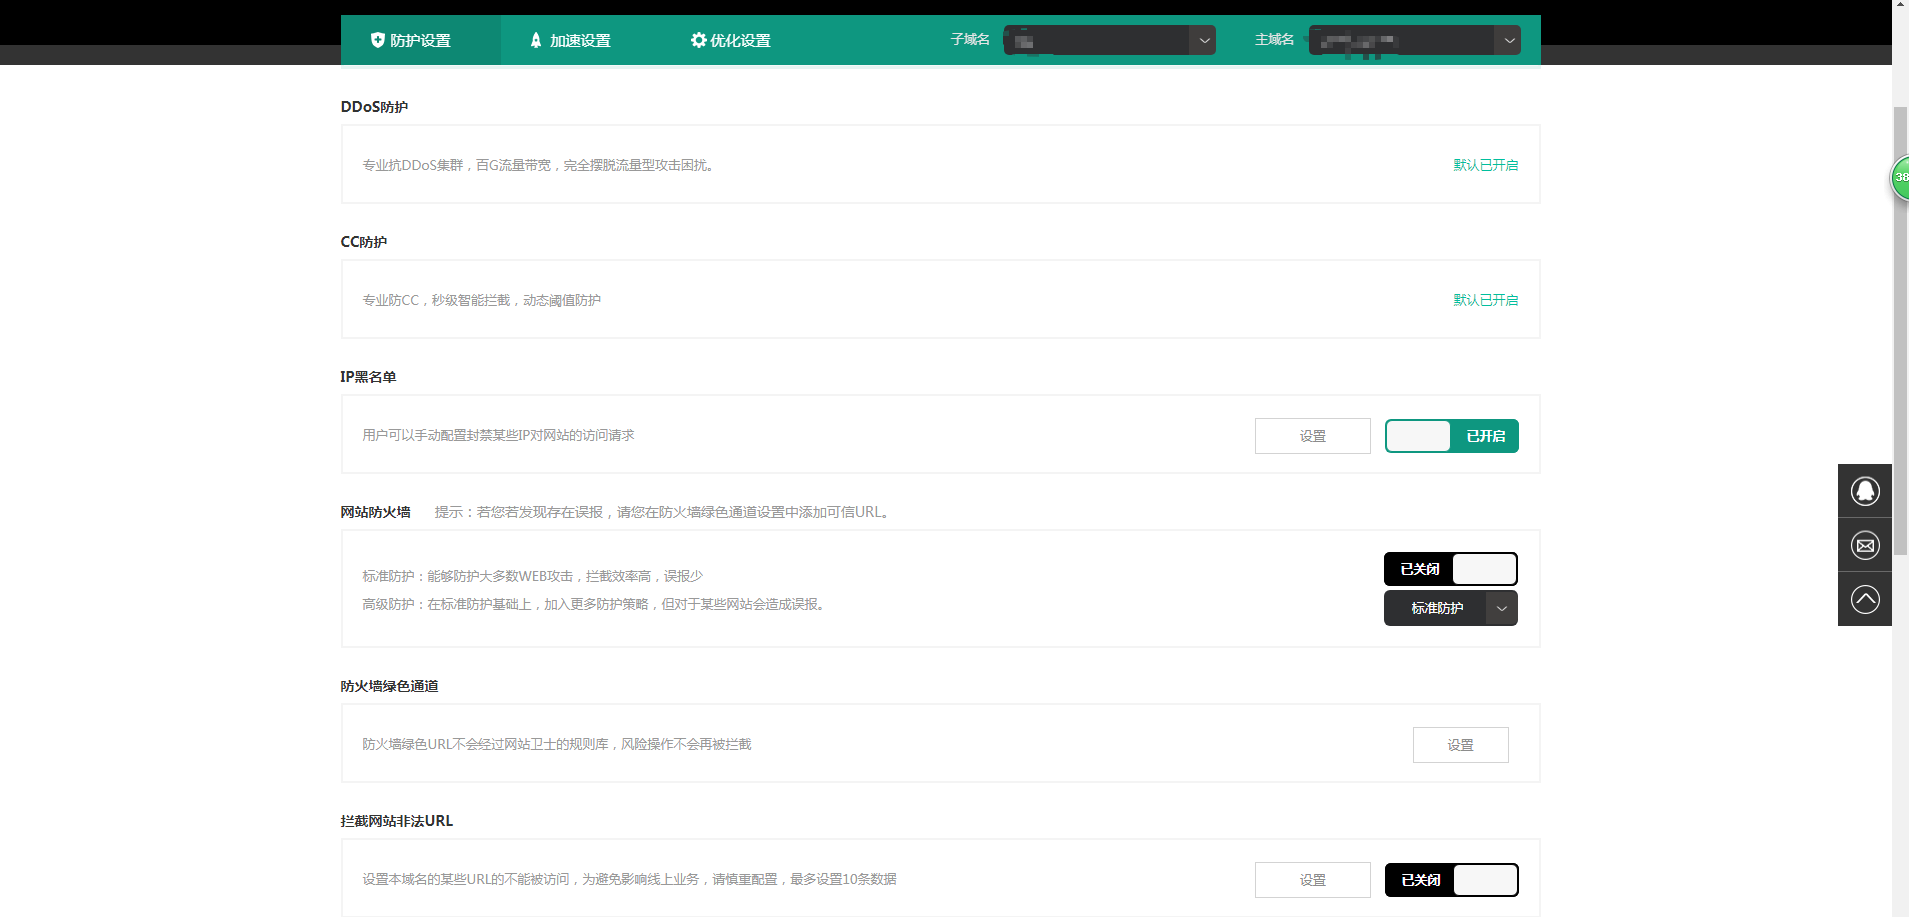 防护设置
加速设置
优化设置
子域名
主域名
DDoS防护
专业抗DDoS集群，百G流量带宽，完全摆脱流量型攻击困扰。
默认已开启
CC防护
专业防CC，秒级智能拦截，动态阈值防护
默认已开启
IP黑名单
用户可以手动配置封禁某些IP对网站的访问请求
设置
已开启
网站防火墙 提示：若您若发现存在误报，请您在防火墙绿色通道设置中添加可信URL。
标准防护：能够防护大多数WEB攻击，拦截效率高，误报少
高级防护：在标准防护基础上，加入更多防护策略，但对于某些网站会造成误报。
已关闭
标准防护
防火墙绿色通道
防火墙绿色URL不会经过网站卫士的规则库，风险操作不会再被拦截
设置
拦截网站非法URL
设置本域名的某些URL的不能被访问，为避免影响线上业务，请慎重配置，最多设置10条数据
设置
已关闭
38